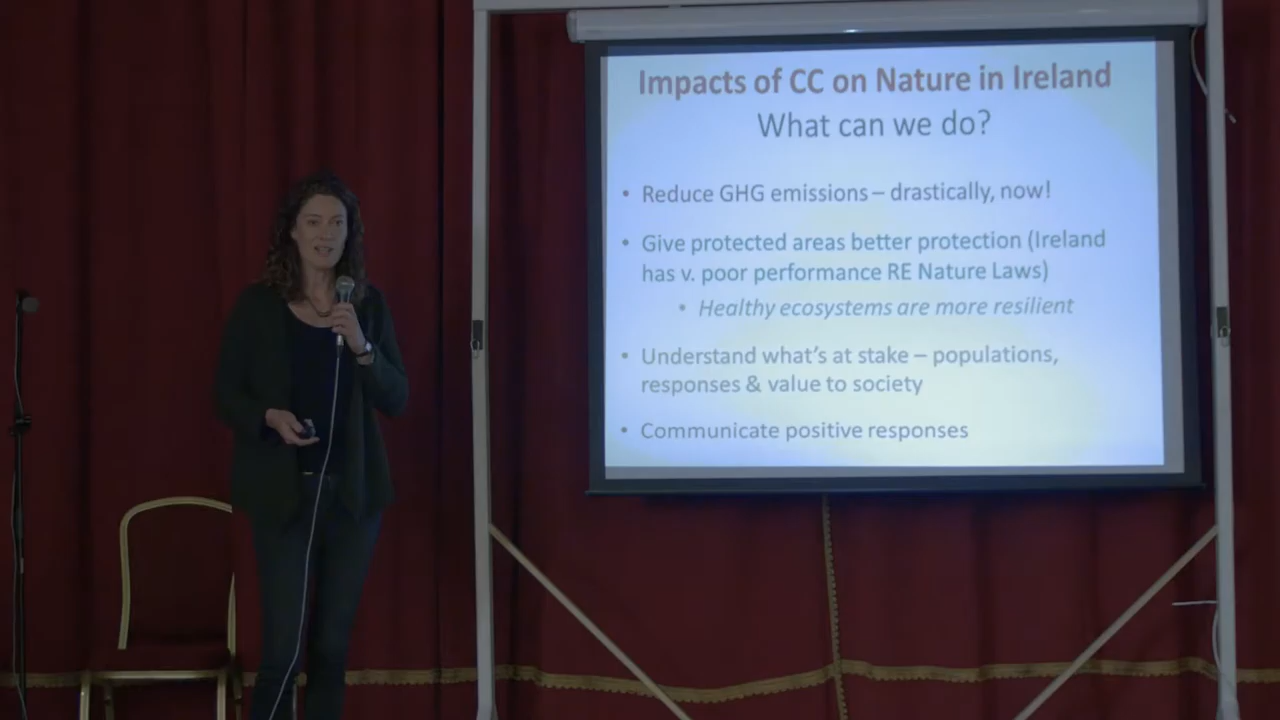 Impacts of CC on Nature in Ireland
What can we do?
• Reduce GHG emissions – drastically, now!
• Give protected areas better protection (Ireland
has v. poor performance RE Nature Laws)
• Healthy ecosystems are more resilient
• Understand what's at stake – populations,
responses & value to society
• Communicate positive responses